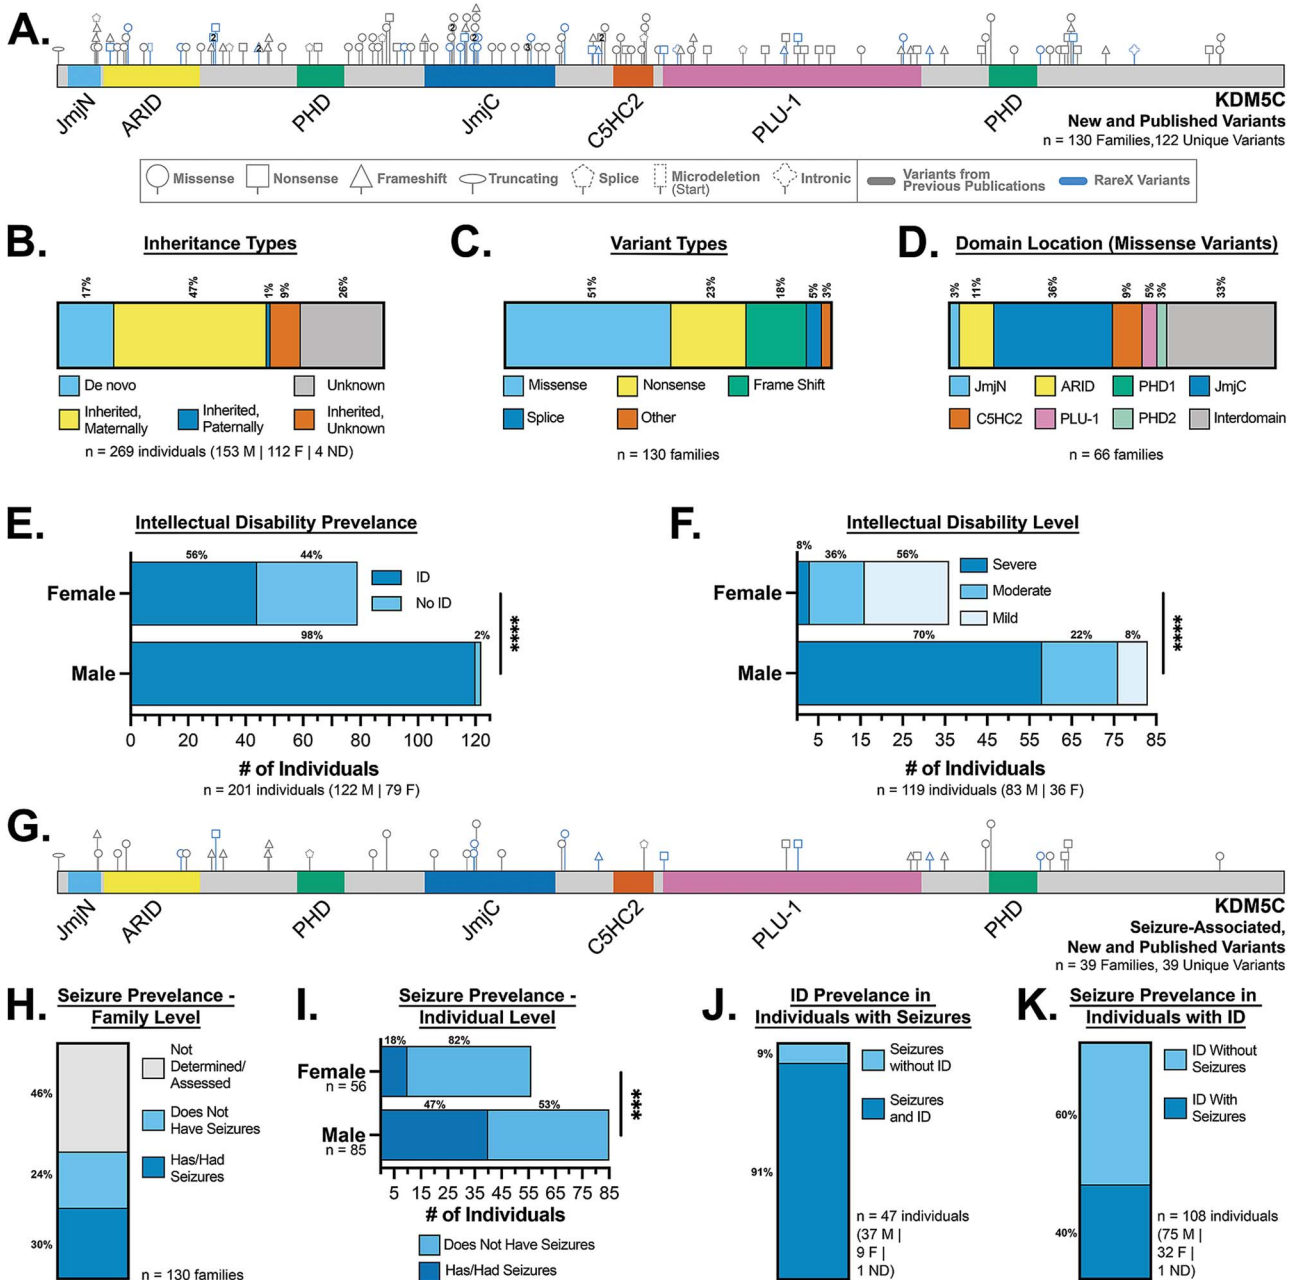 A.
2
2
2
2
3
2
JmjN
ARID
PHD
JmjC
C5HC2
PLU-1
PHD
KDM5C
New and Published Variants
n = 130 Families,122 Unique Variants
Missense
Nonsense
Frameshift
Truncating
Splice
Microdeletion
(Start)
Intronic
Variants from
Previous Publications
RareX Variants
B.
Inheritance Types
17%
47%
1%
9%
26%
De novo
Unknown
Inherited,
Maternally
Inherited,
Paternally
Inherited,
Unknown
n = 269 individuals (153 M | 112 F | 4 ND)
C.
Variant Types
51%
23%
18%
5%
3%
Missense
Nonsense
Frame Shift
Splice
Other
n = 130 families
D.
Domain Location (Missense Variants)
3%
11%
36%
9%
5%
3%
33%
JmjN
ARID
PHD1
JmjC
C5HC2
PLU-1
PHD2
Interdomain
n = 66 families
E.
Intellectual Disability Prevelance
56%
44%
Female
ID
No ID
98%
2%
Male
****
0 20 40 60 80 100 120
# of Individuals
n = 201 individuals (122 M | 79 F)
F.
Intellectual Disability Level
8%
36%
56%
Female
Severe
Moderate
Mild
70%
22%
8%
Male
****
5 15 25 35 45 55 65 75 85
# of Individuals
n = 119 individuals (83 M | 36 F)
G.
JmjN
ARID
PHD
JmjC
C5HC2
PLU-1
PHD
KDM5C
Seizure-Associated,
New and Published Variants
n = 39 Families, 39 Unique Variants
H.
Seizure Prevelance -
Family Level
46%
24%
30%
Not
Determined/
Assessed
Does Not
Have Seizures
Has/Had
Seizures
n = 130 families
I.
Seizure Prevelance -
Individual Level
18%
82%
Female
n = 56
47%
53%
Male
n = 85
***
5 15 25 35 45 55 65 75 85
# of Individuals
Does Not Have Seizures
Has/Had Seizures
J.
ID Prevelance in
Individuals with Seizures
9%
91%
Seizures
without ID
Seizures
and ID
n = 47 individuals
(37 M |
9 F |
1 ND)
K.
Seizure Prevelance in
Individuals with ID
60%
40%
ID Without
Seizures
ID With
Seizures
n = 108 individuals
(75 M |
32 F |
1 ND)